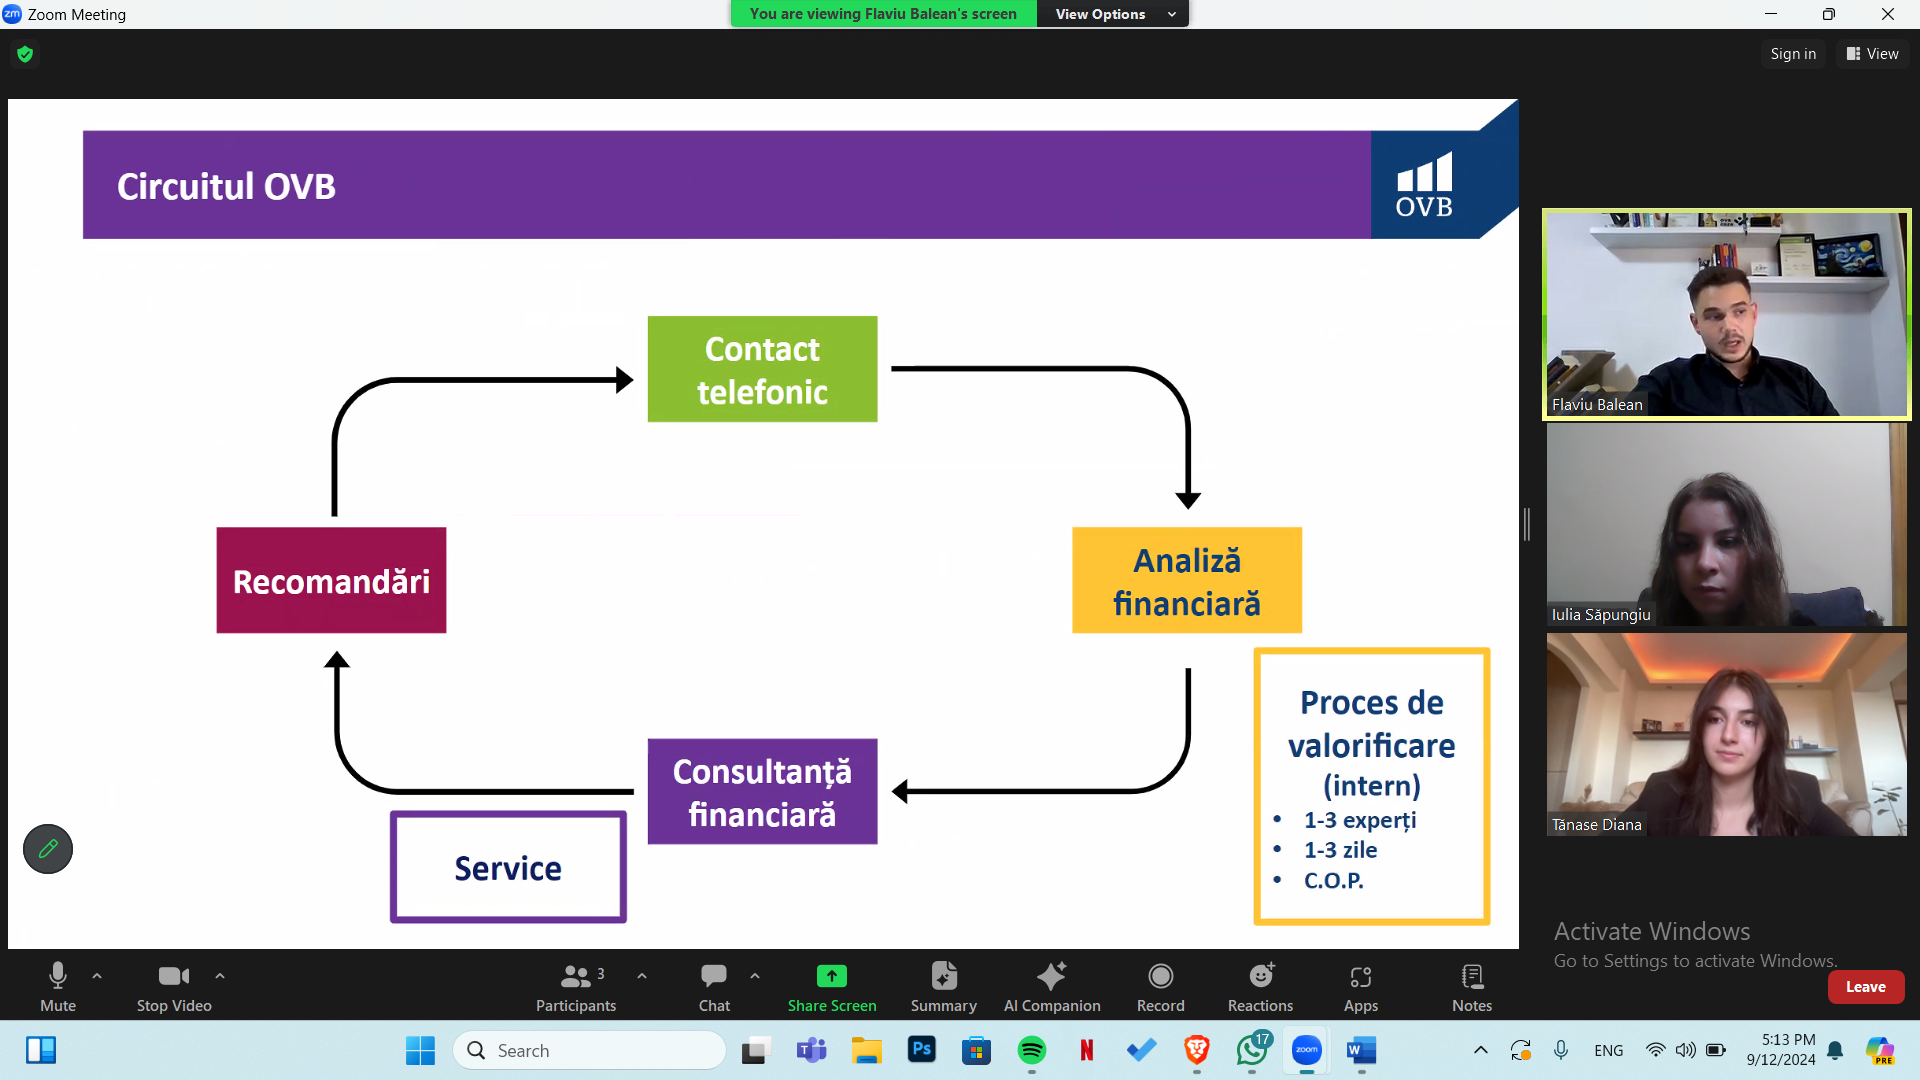 Zoom Meeting
You are viewing Flaviu Balean's screen
View Options
Sign in
View
Circuitul OVB
OVB
Contact
telefonic
Recomandări
Analiză
financiară
Consultanță
financiară
Service
Proces de
valorificare
(intern)
• 1-3 experți
• 1-3 zile
• C.O.P.
Flaviu Balean
Iulia Săpungiu
Tănase Diana
Activate Windows
Go to Settings to activate Windows.
Mute
Stop Video
Participants
3
Chat
Share Screen
Summary
AI Companion
Record
Reactions
Apps
Notes
Leave
Search
Ps
N
17
zoom
W
ENG
5:13 PM
9/12/2024
PRE